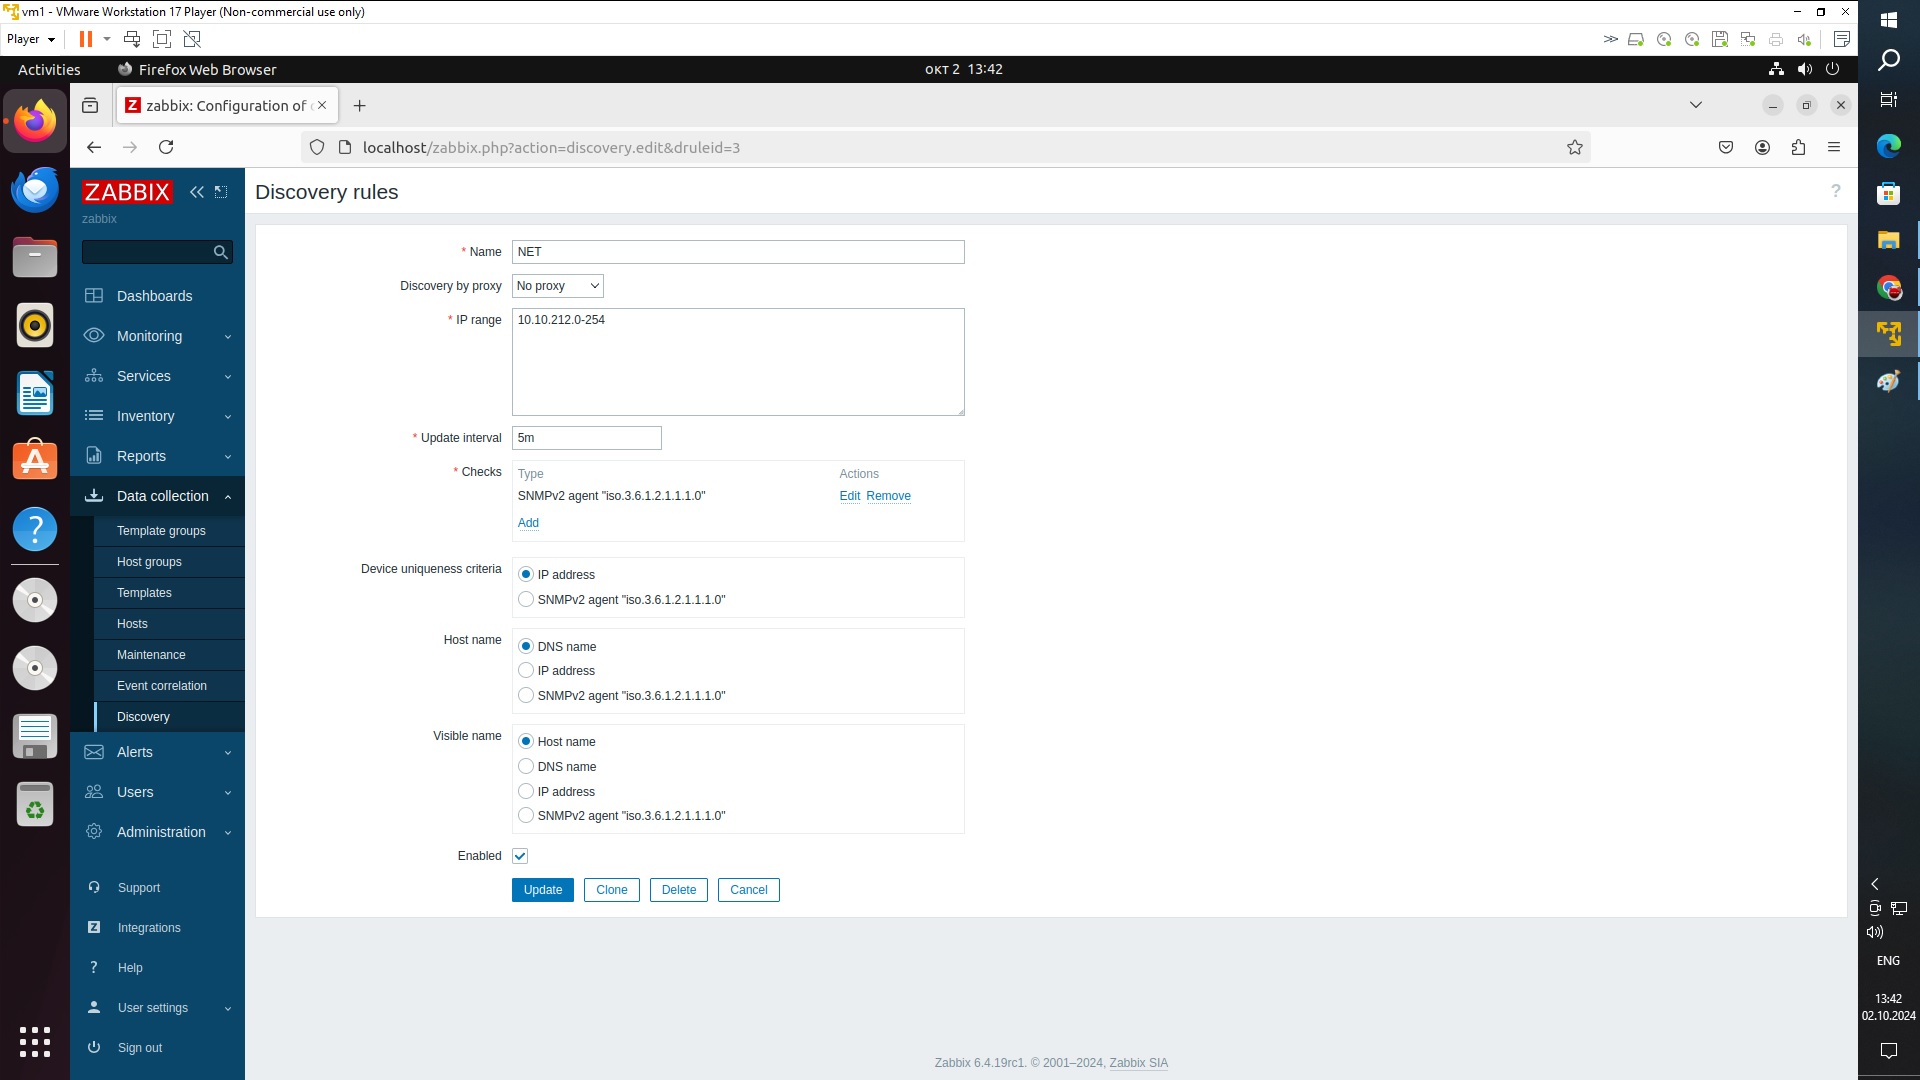 vm1 - VMware Workstation 17 Player (Non-commercial use only)
Player
Activities
Firefox Web Browser
окт 2 13:42
zabbix: Configuration of
localhost/zabbix.php?action=discovery.edit&druleid=3
ZABBIX
zabbix
Dashboards
Monitoring
Services
Inventory
Reports
Data collection
Template groups
Host groups
Templates
Hosts
Maintenance
Event correlation
Discovery
Alerts
Users
Administration
Support
Integrations
Help
User settings
Sign out
Discovery rules
?
* Name NET
Discovery by proxy No proxy
* IP range 10.10.212.0-254
* Update interval 5m
* Checks Type Actions
SNMPv2 agent "iso.3.6.1.2.1.1.1.0" Edit Remove
Add
Device uniqueness criteria IP address
SNMPv2 agent "iso.3.6.1.2.1.1.1.0"
Host name DNS name
IP address
SNMPv2 agent "iso.3.6.1.2.1.1.1.0"
Visible name Host name
DNS name
IP address
SNMPv2 agent "iso.3.6.1.2.1.1.1.0"
Enabled
Update Clone Delete Cancel
Zabbix 6.4.19rc1. © 2001–2024, Zabbix SIA
ENG
13:42
02.10.2024